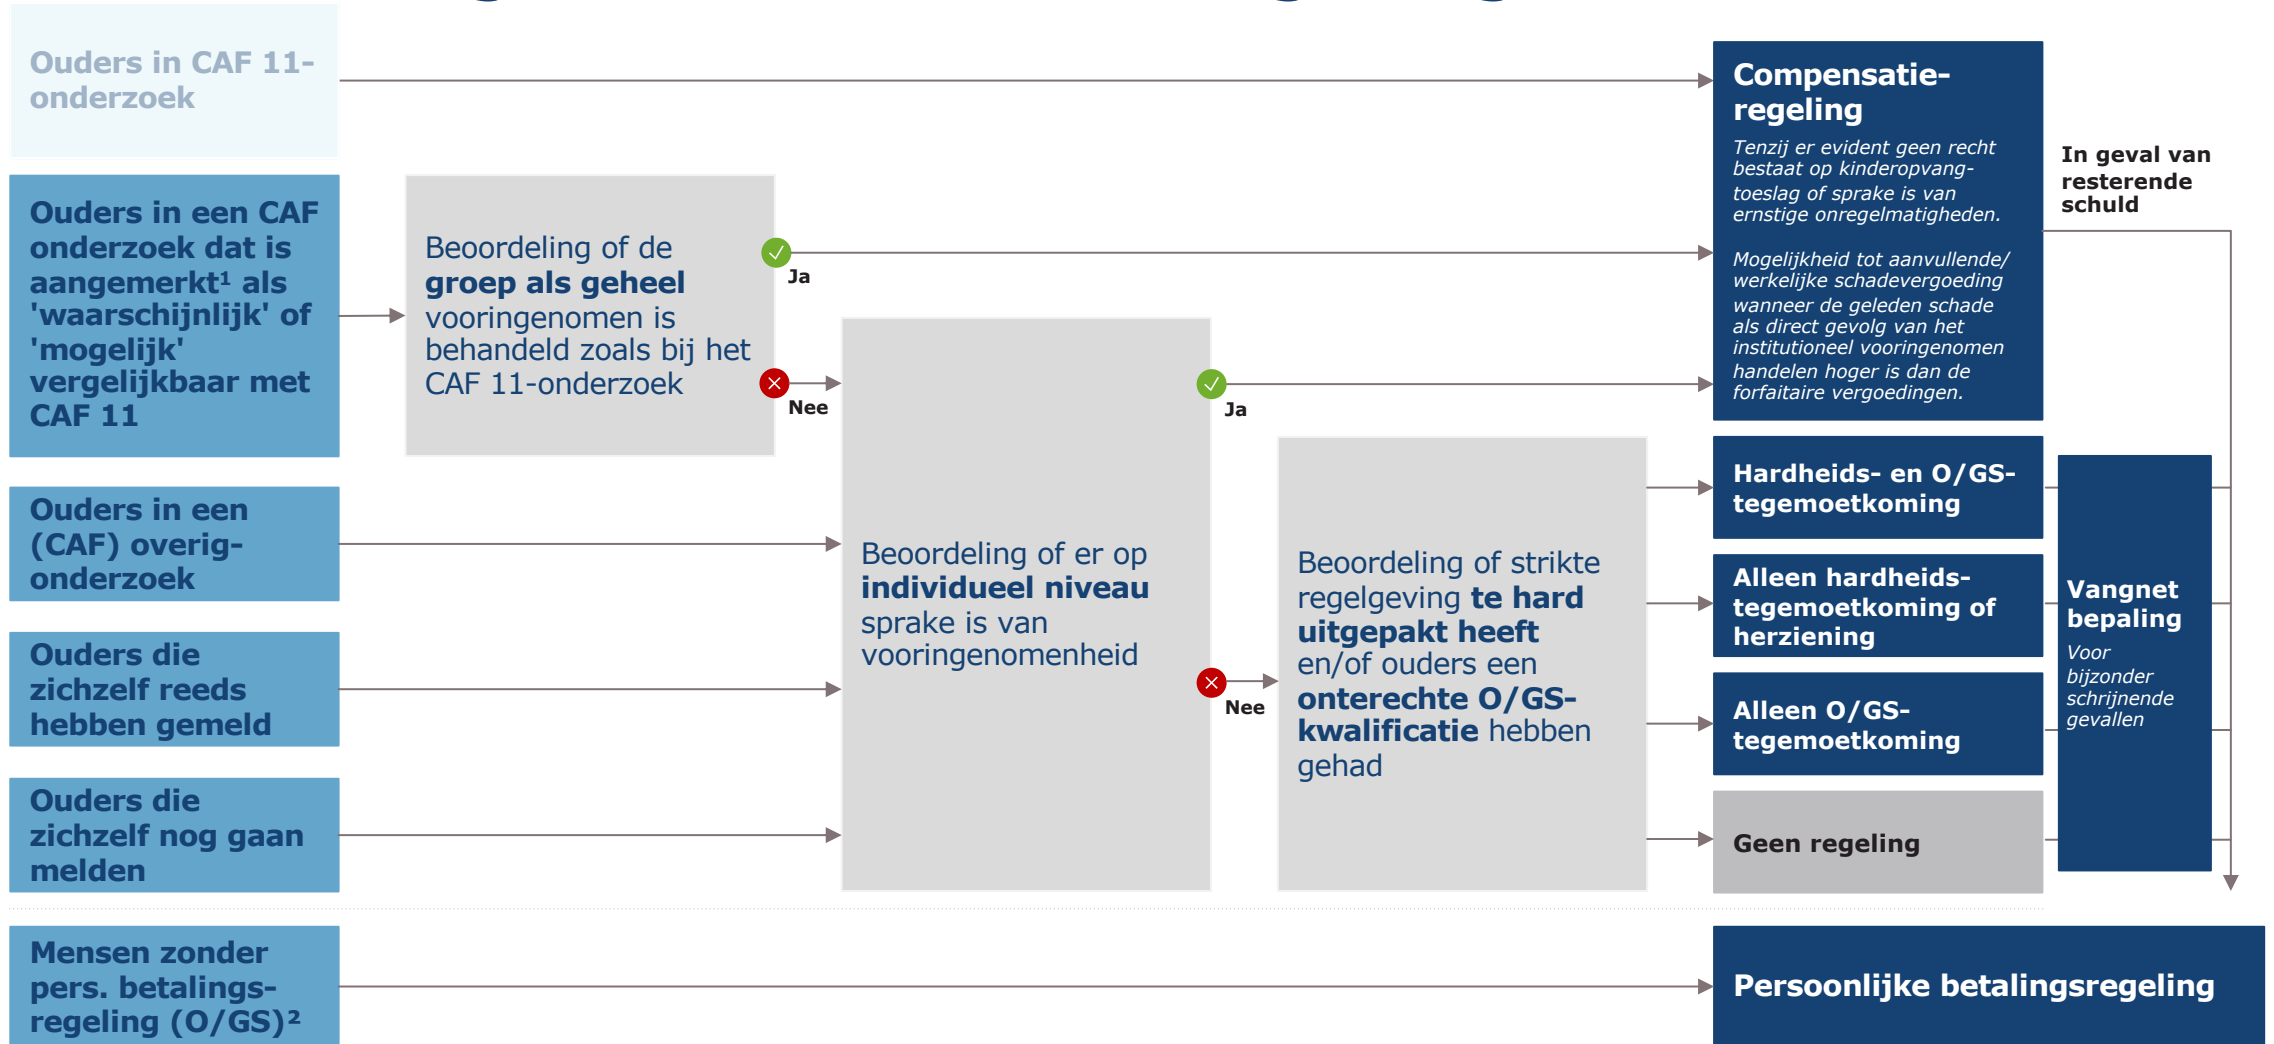 Ouders in CAF 11-
onderzoek
Compensatie-
regeling
Tenzij er evident geen recht
bestaat op kinderopvang-
toeslag of sprake is van
ernstige onregelmatigheden.
Mogelijkheid tot aanvullende/
werkelijke schadevergoeding
wanneer de geleden schade
als direct gevolg van het
institutioneel vooringenomen
handelen hoger is dan de
forfaitaire vergoedingen.
In geval van
resterende
schuld
Ouders in een CAF
onderzoek dat is
aangemerkt¹ als
'waarschijnlijk' of
'mogelijk'
vergelijkbaar met
CAF 11
Beoordeling of de
groep als geheel
vooringenomen is
behandeld zoals bij het
CAF 11-onderzoek
Ja
Nee
Ouders in een
(CAF) overig-
onderzoek
Ouders die
zichzelf reeds
hebben gemeld
Ouders die
zichzelf nog gaan
melden
Beoordeling of er op
individueel niveau
sprake is van
vooringenomenheid
Ja
Nee
Beoordeling of strikte
regelgeving te hard
uitgepakt heeft
en/of ouders een
onterechte O/GS-
kwalificatie hebben
gehad
Hardheids- en O/GS-
tegemoetkoming
Alleen hardheids-
tegemoetkoming of
herziening
Alleen O/GS-
tegemoetkoming
Geen regeling
Vangnet
bepaling
Voor
bijzonder
schrijnende
gevallen
Mensen zonder
pers. betalings-
regeling (O/GS)²
Persoonlijke betalingsregeling